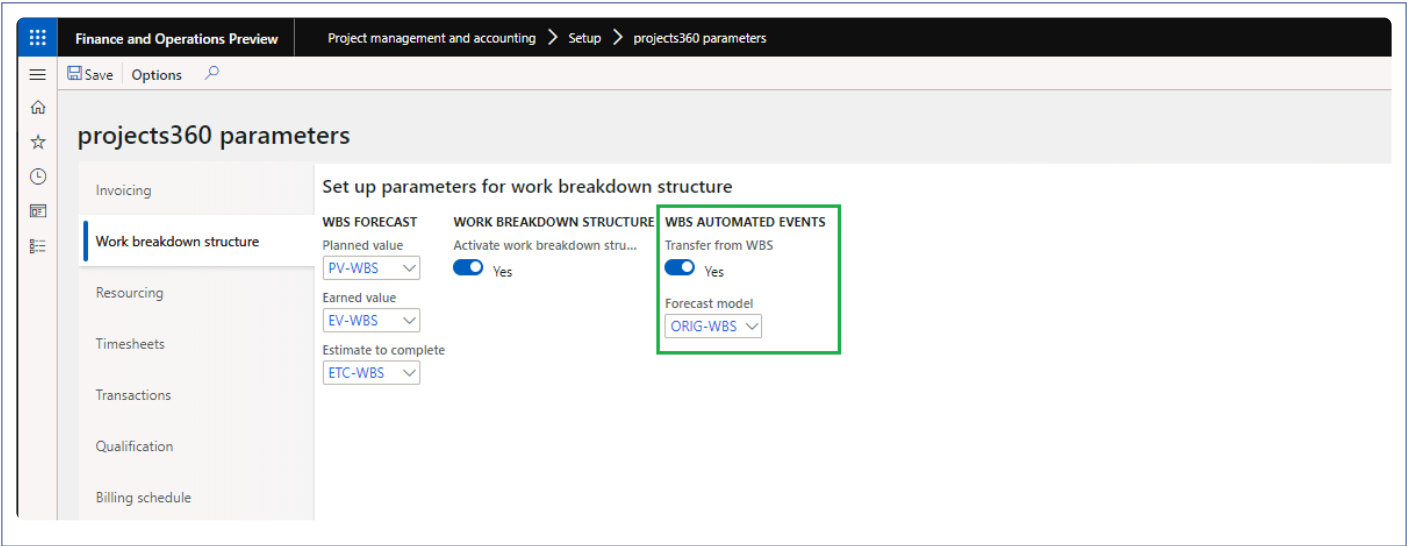 Finance and Operations Preview
Project management and accounting > Setup > projects360 parameters
Save Options
projects360 parameters
Invoicing
Work breakdown structure
Resourcing
Timesheets
Transactions
Qualification
Billing schedule
Set up parameters for work breakdown structure
WBS FORECAST
Planned value
PV-WBS
Earned value
EV-WBS
Estimate to complete
ETC-WBS
WORK BREAKDOWN STRUCTURE
Activate work breakdown stru...
Yes
WBS AUTOMATED EVENTS
Transfer from WBS
Yes
Forecast model
ORIG-WBS